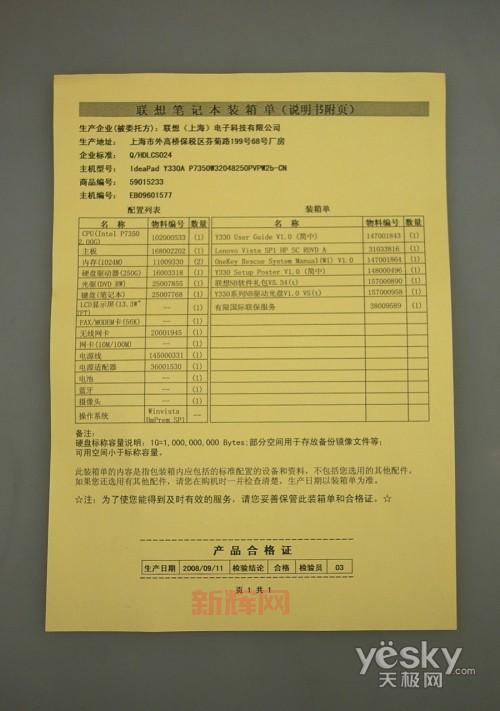 联想笔记本装箱单(说明书附页)
生产企业(被委托方): 联想(上海)电子科技有限公司
生产地址: 上海市外高桥保税区芬菊路199号68号厂房
企业标准: Q/HDLCS024
主机型号: IdeaPad Y330A P7350W32048250PVPW2b-CN
商品编号: 59015233
主机编号: EB09601577
配置列表 装箱单
名 称 物料编号 数量 名 称 物料编号 数量
CPU(Intel P7350 2.00G) 102000533 (1) Y330 User Guide V1.0 (简中) 147001843 (1)
主板 168002202 (1) Lenovo Vista SP1 HP SC RDVD A 31033816 (1)
内存(1024M) 11009330 (2) OneKey Rescue System Manual(W1) V1.0 147001864 (1)
硬盘驱动器(250G) 16003318 (1) Y330 Setup Poster V1.0 (简中) 148000496 (1)
光驱(DVD RW) 25007855 (1) 联想NB软件礼包V5.34(t) 157000890 (1)
键盘(笔记本) 25007768 (1) Y330系列NB驱动光盘V1.0 VS(t) 157000958 (1)
LCD显示屏(13.3W" TFT) -- (1) 有限国际联保服务 38009589 (1)
FAX/MODEM卡(56K) -- (1)
无线网卡 20001945 (1)
网卡(10M/100M) -- (1)
电源线 145000331 (1)
电源适配器 36001530 (1)
电池 -- (1)
蓝牙 -- (1)
摄像头 -- (1)
操作系统 Winvista HmPrem SP1 --
备注:
硬盘标称容量说明: 1G=1,000,000,000 Bytes;部分空间用于存放备份镜像文件等;
可用空间小于标称容量。
此装箱单的内容是指包装箱内应包括的标准配置的设备和资料, 不包括您选用的其他配件。
如果您还选用有其他配件, 请您在购机时一并检查清楚, 生产日期以装箱单为准。
☆注: 为了使您能得到及时有效的服务, 请您妥善保管此装箱单和合格证。☆
产品合格证
生产日期 2008/09/11 检验结论 合格 检验员 03
页 1 共 1
新辉网
yesky
天极网